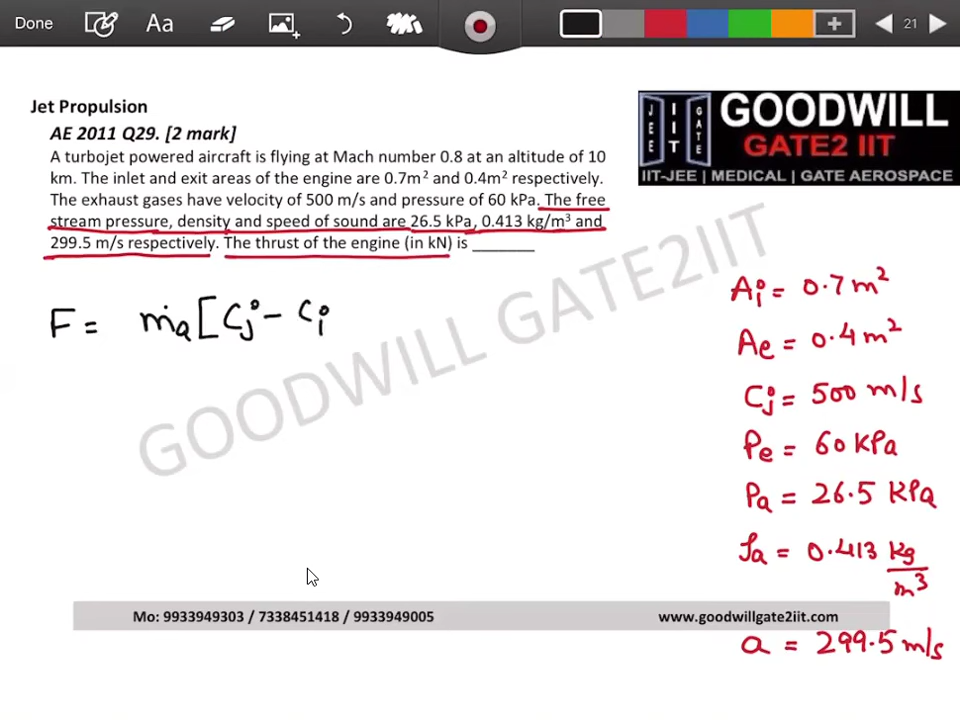 Done Aa 21
Jet Propulsion
AE 2011 Q29. [2 mark]
A turbojet powered aircraft is flying at Mach number 0.8 at an altitude of 10
km. The inlet and exit areas of the engine are 0.7m² and 0.4m² respectively.
The exhaust gases have velocity of 500 m/s and pressure of 60 kPa. The free
stream pressure, density and speed of sound are 26.5 kPa, 0.413 kg/m³ and
299.5 m/s respectively. The thrust of the engine (in kN) is ______
JEE IIT GATE
GOODWILL
GATE2 IIT
IIT-JEE | MEDICAL | GATE AEROSPACE
F = ṁa [Cj - Ci
Ai = 0.7 m²
Ae = 0.4 m²
Cj = 500 m/s
Pe = 60 KPa
Pa = 26.5 KPa
ρa = 0.413 kg/m³
a = 299.5 m/s
GOODWILL GATE2IIT
Mo: 9933949303 / 7338451418 / 9933949005
www.goodwillgate2iit.com